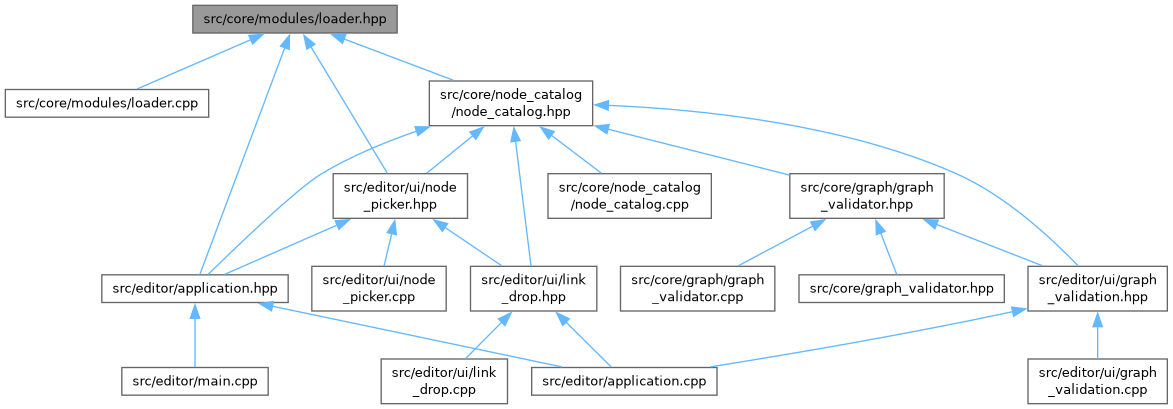 src/core/modules/loader.hpp
src/core/modules/loader.cpp
src/core/node_catalog
/node_catalog.hpp
src/editor/ui/node
_picker.hpp
src/core/node_catalog
/node_catalog.cpp
src/core/graph/graph
_validator.hpp
src/editor/application.hpp
src/editor/ui/node
_picker.cpp
src/editor/ui/link
_drop.hpp
src/core/graph/graph
_validator.cpp
src/core/graph_validator.hpp
src/editor/ui/graph
_validation.hpp
src/editor/main.cpp
src/editor/ui/link
_drop.cpp
src/editor/application.cpp
src/editor/ui/graph
_validation.cpp